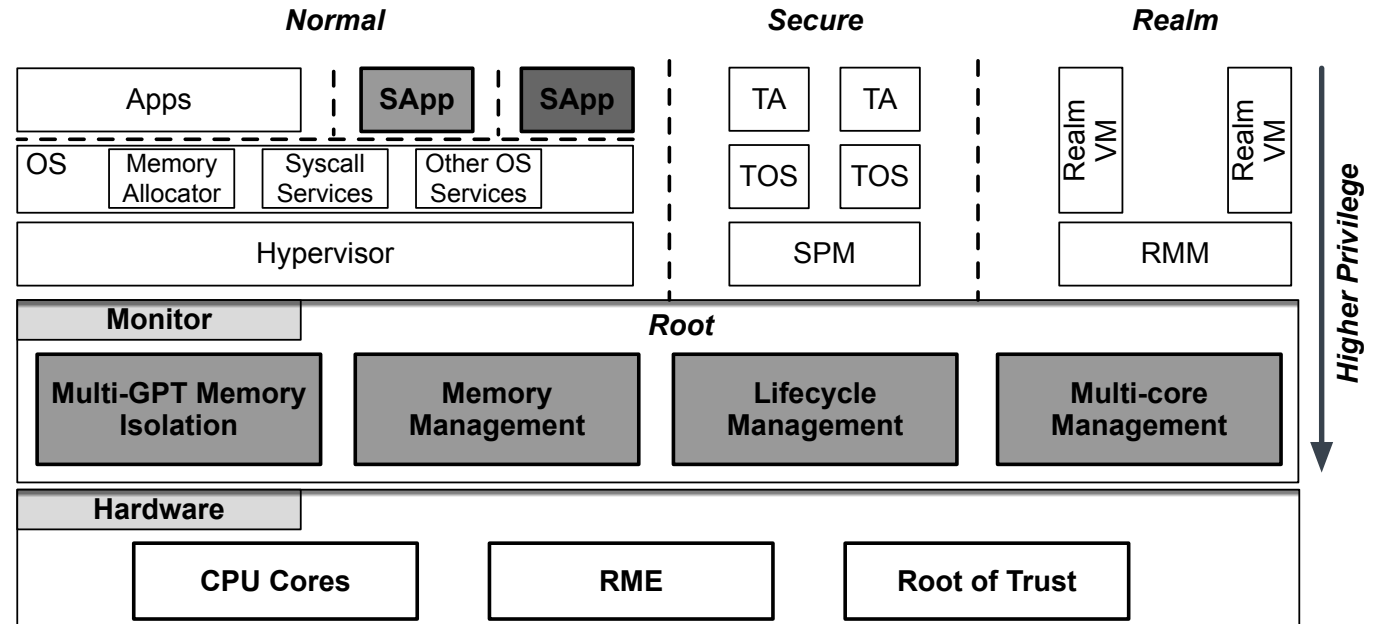 Normal
Secure
Realm
Apps
SApp
SApp
TA
TA
Realm
VM
Realm
VM
OS
Memory
Allocator
Syscall
Services
Other OS
Services
TOS
TOS
Hypervisor
SPM
RMM
Higher Privilege
Monitor
Root
Multi-GPT Memory
Isolation
Memory
Management
Lifecycle
Management
Multi-core
Management
Hardware
CPU Cores
RME
Root of Trust